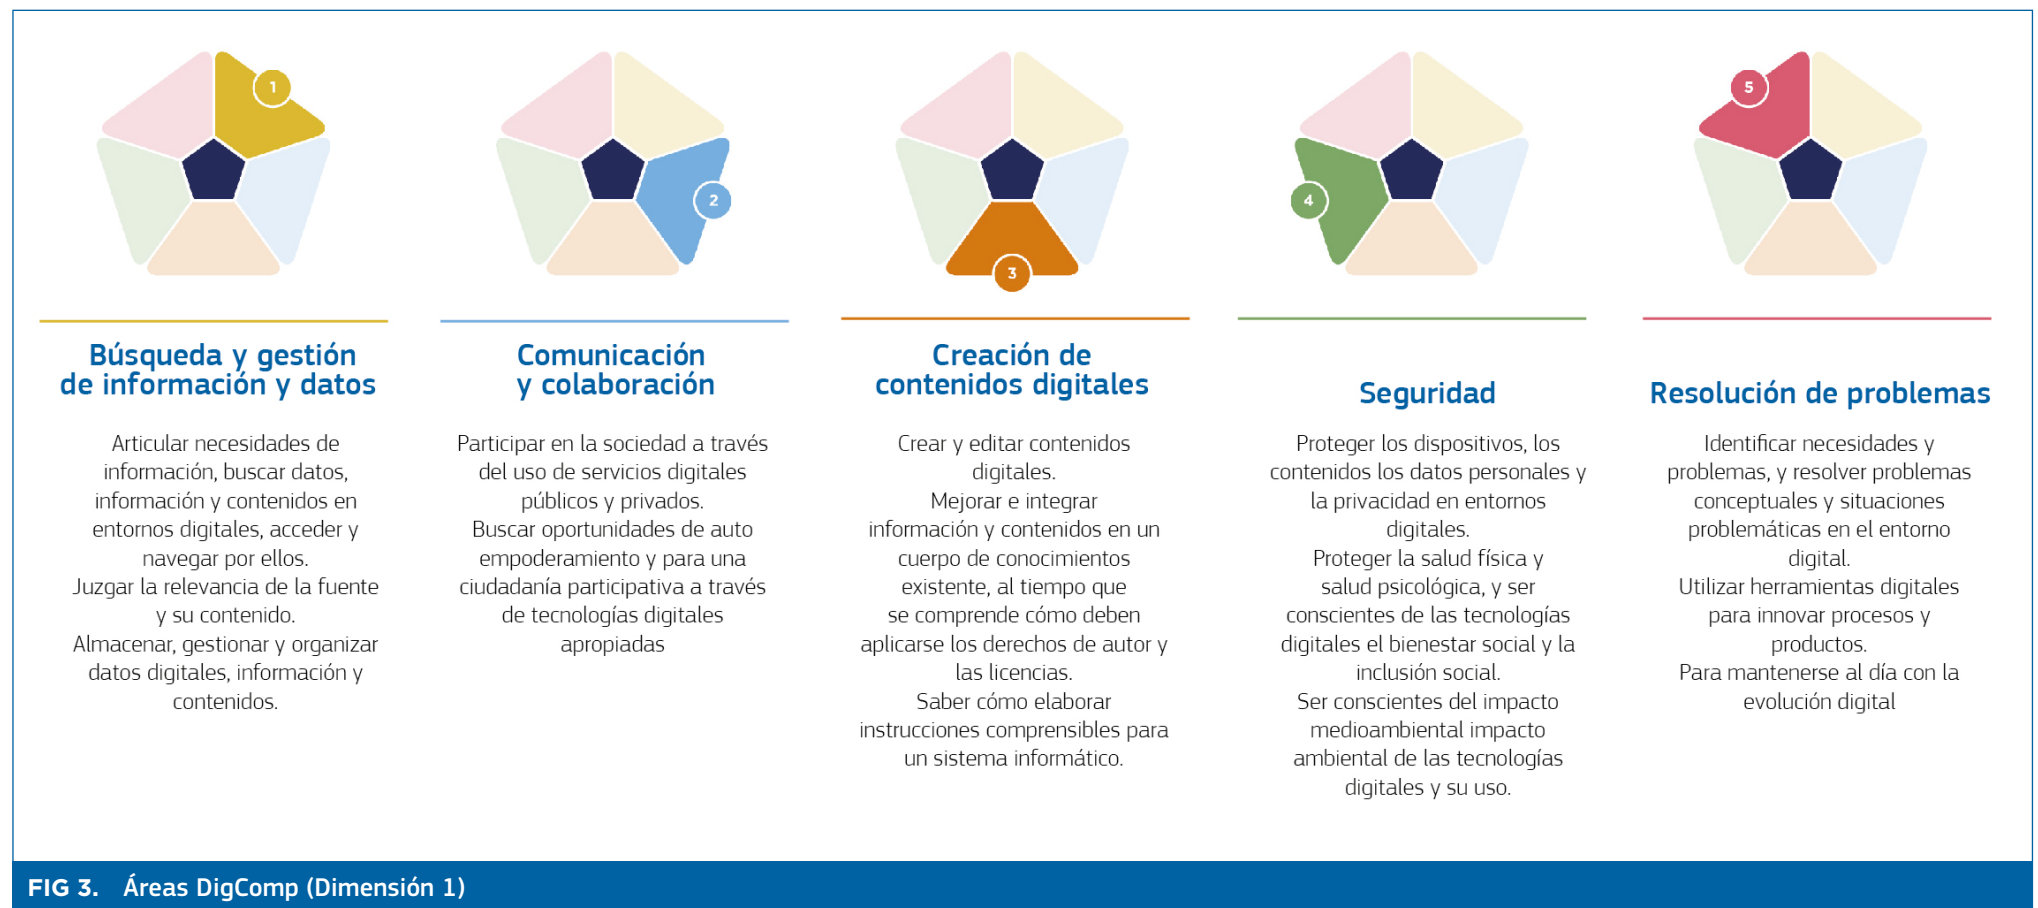 1
Búsqueda y gestión
de información y datos
Articular necesidades de
información, buscar datos,
información y contenidos en
entornos digitales, acceder y
navegar por ellos.
Juzgar la relevancia de la fuente
y su contenido.
Almacenar, gestionar y organizar
datos digitales, información y
contenidos.
2
Comunicación
y colaboración
Participar en la sociedad a través
del uso de servicios digitales
públicos y privados.
Buscar oportunidades de auto
empoderamiento y para una
ciudadanía participativa a través
de tecnologías digitales
apropiadas
3
Creación de
contenidos digitales
Crear y editar contenidos
digitales.
Mejorar e integrar
información y contenidos en un
cuerpo de conocimientos
existente, al tiempo que
se comprende cómo deben
aplicarse los derechos de autor y
las licencias.
Saber cómo elaborar
instrucciones comprensibles para
un sistema informático.
4
Seguridad
Proteger los dispositivos, los
contenidos los datos personales y
la privacidad en entornos
digitales.
Proteger la salud física y
salud psicológica, y ser
conscientes de las tecnologías
digitales el bienestar social y la
inclusión social.
Ser conscientes del impacto
medioambiental impacto
ambiental de las tecnologías
digitales y su uso.
5
Resolución de problemas
Identificar necesidades y
problemas, y resolver problemas
conceptuales y situaciones
problemáticas en el entorno
digital.
Utilizar herramientas digitales
para innovar procesos y
productos.
Para mantenerse al día con la
evolución digital
FIG 3. Áreas DigComp (Dimensión 1)